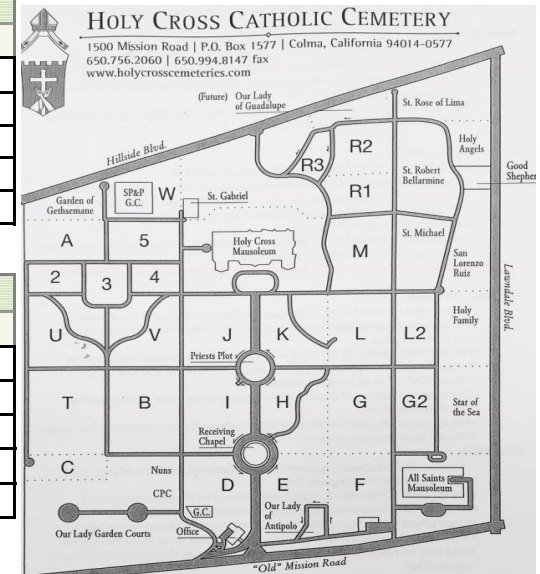 HOLY CROSS CATHOLIC CEMETERY
1500 Mission Road | P.O. Box 1577 | Colma, California 94014-0577
650.756.2060 | 650.994.8147 fax
www.holycrosscemeteries.com
(Future) Our Lady
of Guadalupe
St. Rose of Lima
Hillside Blvd.
Holy
Angels
R2
R3
Good
Shepher
St. Robert
Bellarmine
R1
SP&P
G.C.
W
St. Gabriel
Garden of
Gethsemane
A
5
Holy Cross
Mausoleum
M
St. Michael
San
Lorenzo
Ruiz
Lawndale Blvd.
2
3
4
Holy
Family
U
V
J
K
L
L2
Priests Plot
T
B
I
H
G
G2
Star of
the Sea
Receiving
Chapel
C
Nuns
CPC
D
E
F
All Saints
Mausoleum
G.C.
Our Lady
of
Antipolo
Our Lady Garden Courts
Office
"Old" Mission Road